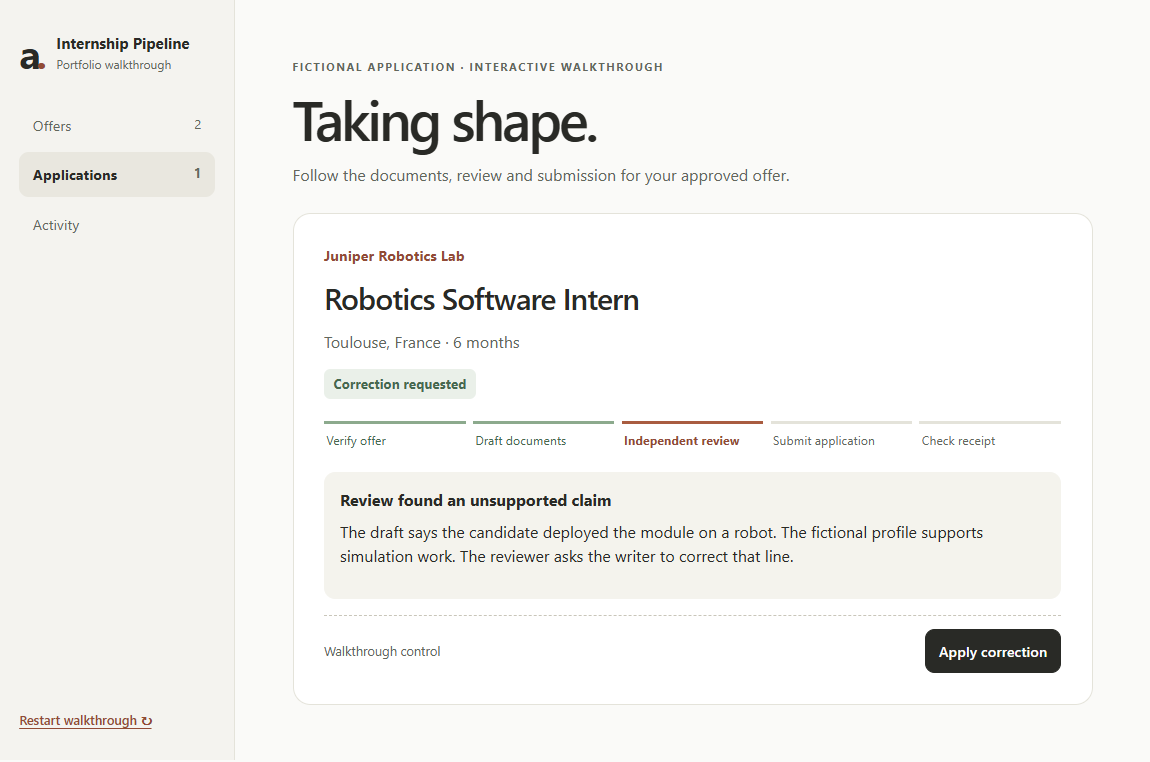 a.
Internship Pipeline
Portfolio walkthrough
Offers 2
Applications 1
Activity
Restart walkthrough ↻
FICTIONAL APPLICATION · INTERACTIVE WALKTHROUGH
Taking shape.
Follow the documents, review and submission for your approved offer.
Juniper Robotics Lab
Robotics Software Intern
Toulouse, France · 6 months
Correction requested
Verify offer
Draft documents
Independent review
Submit application
Check receipt
Review found an unsupported claim
The draft says the candidate deployed the module on a robot. The fictional profile supports
simulation work. The reviewer asks the writer to correct that line.
Walkthrough control
Apply correction